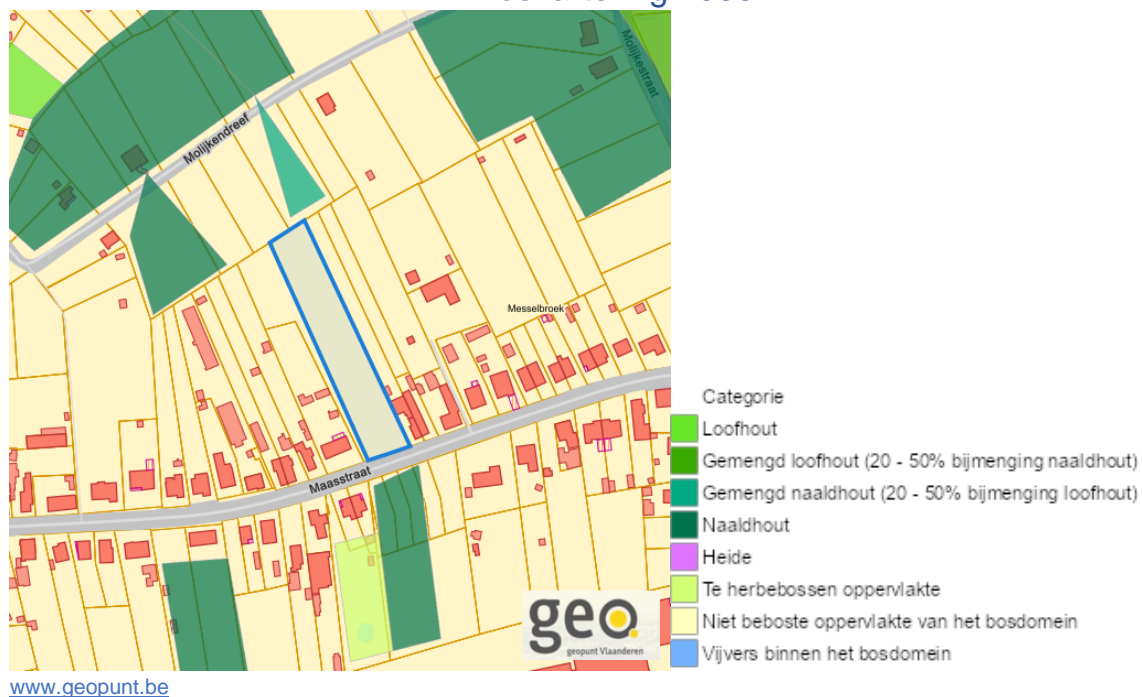 Molijkestraat
Molijkendreef
Messelbroek
Maasstraat
geo.
geopunt Vlaanderen
Categorie
Loofhout
Gemengd loofhout (20 - 50% bijmenging naaldhout)
Gemengd naaldhout (20 - 50% bijmenging loofhout)
Naaldhout
Heide
Te herbebossen oppervlakte
Niet beboste oppervlakte van het bosdomein
Vijvers binnen het bosdomein
www.geopunt.be